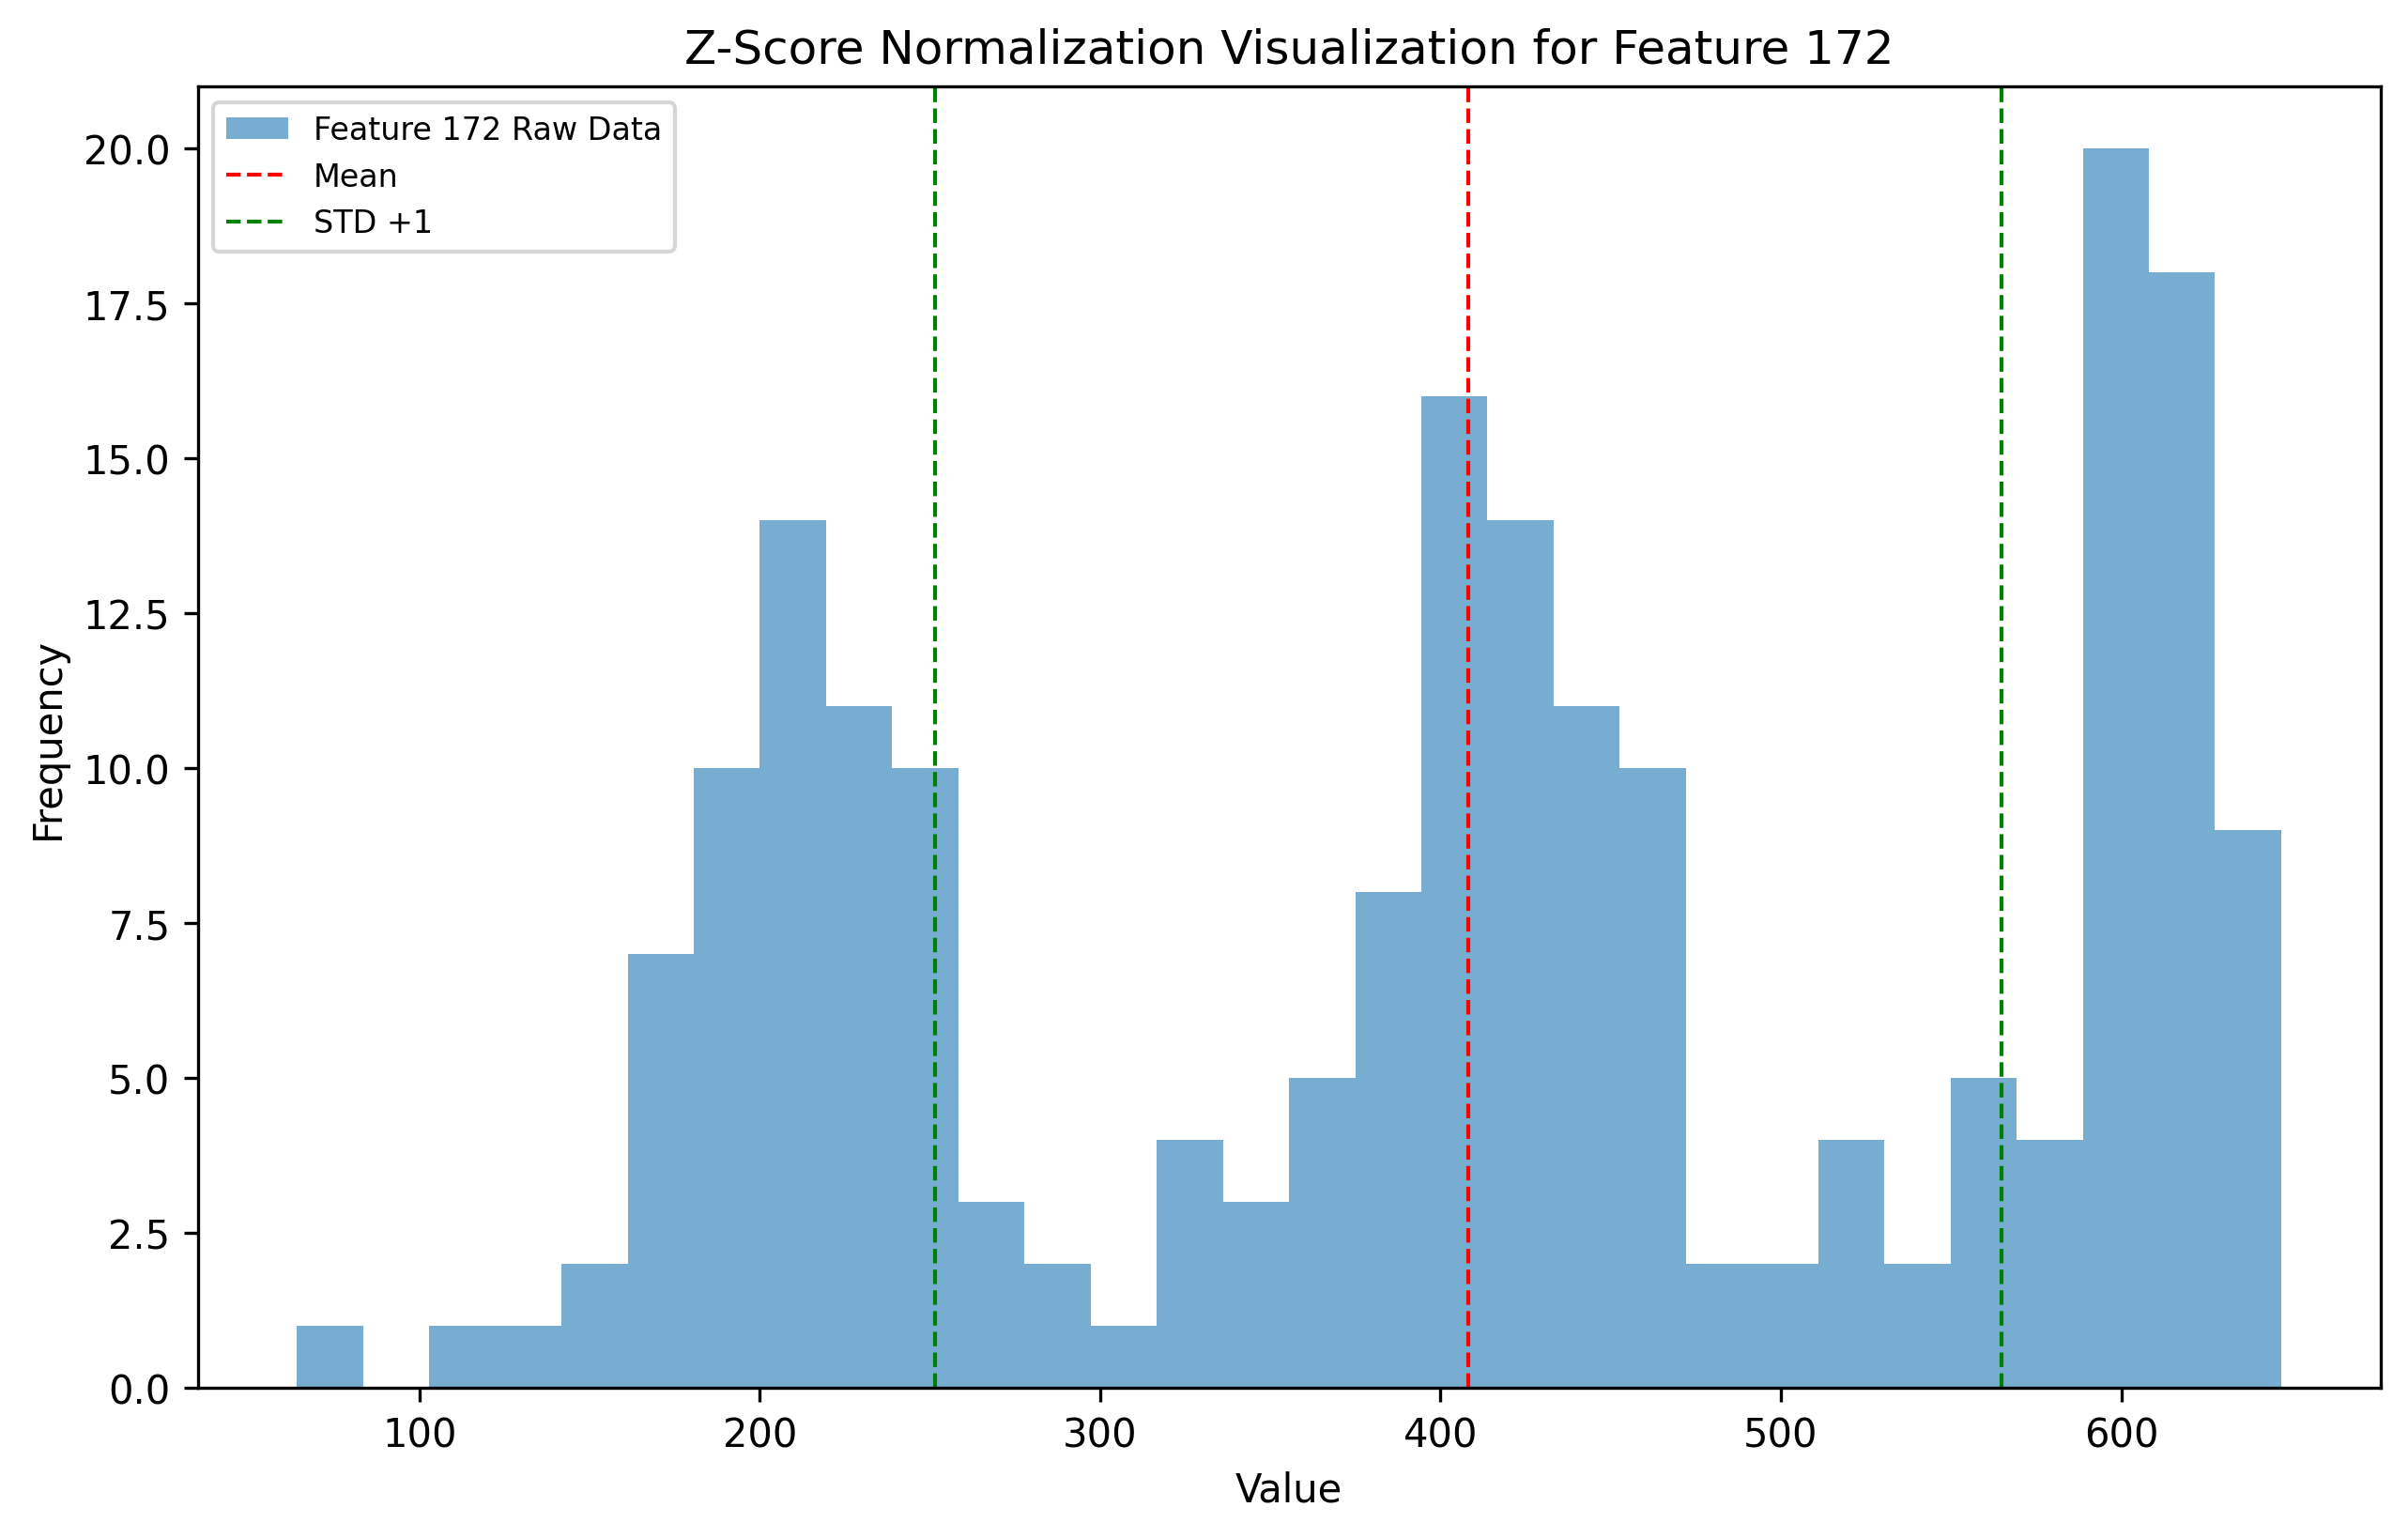 Z-Score Normalization Visualization for Feature 172
Feature 172 Raw Data
Mean
STD +1
20.0
17.5
15.0
12.5
10.0
7.5
5.0
2.5
0.0
Frequency
100 200 300 400 500 600
Value